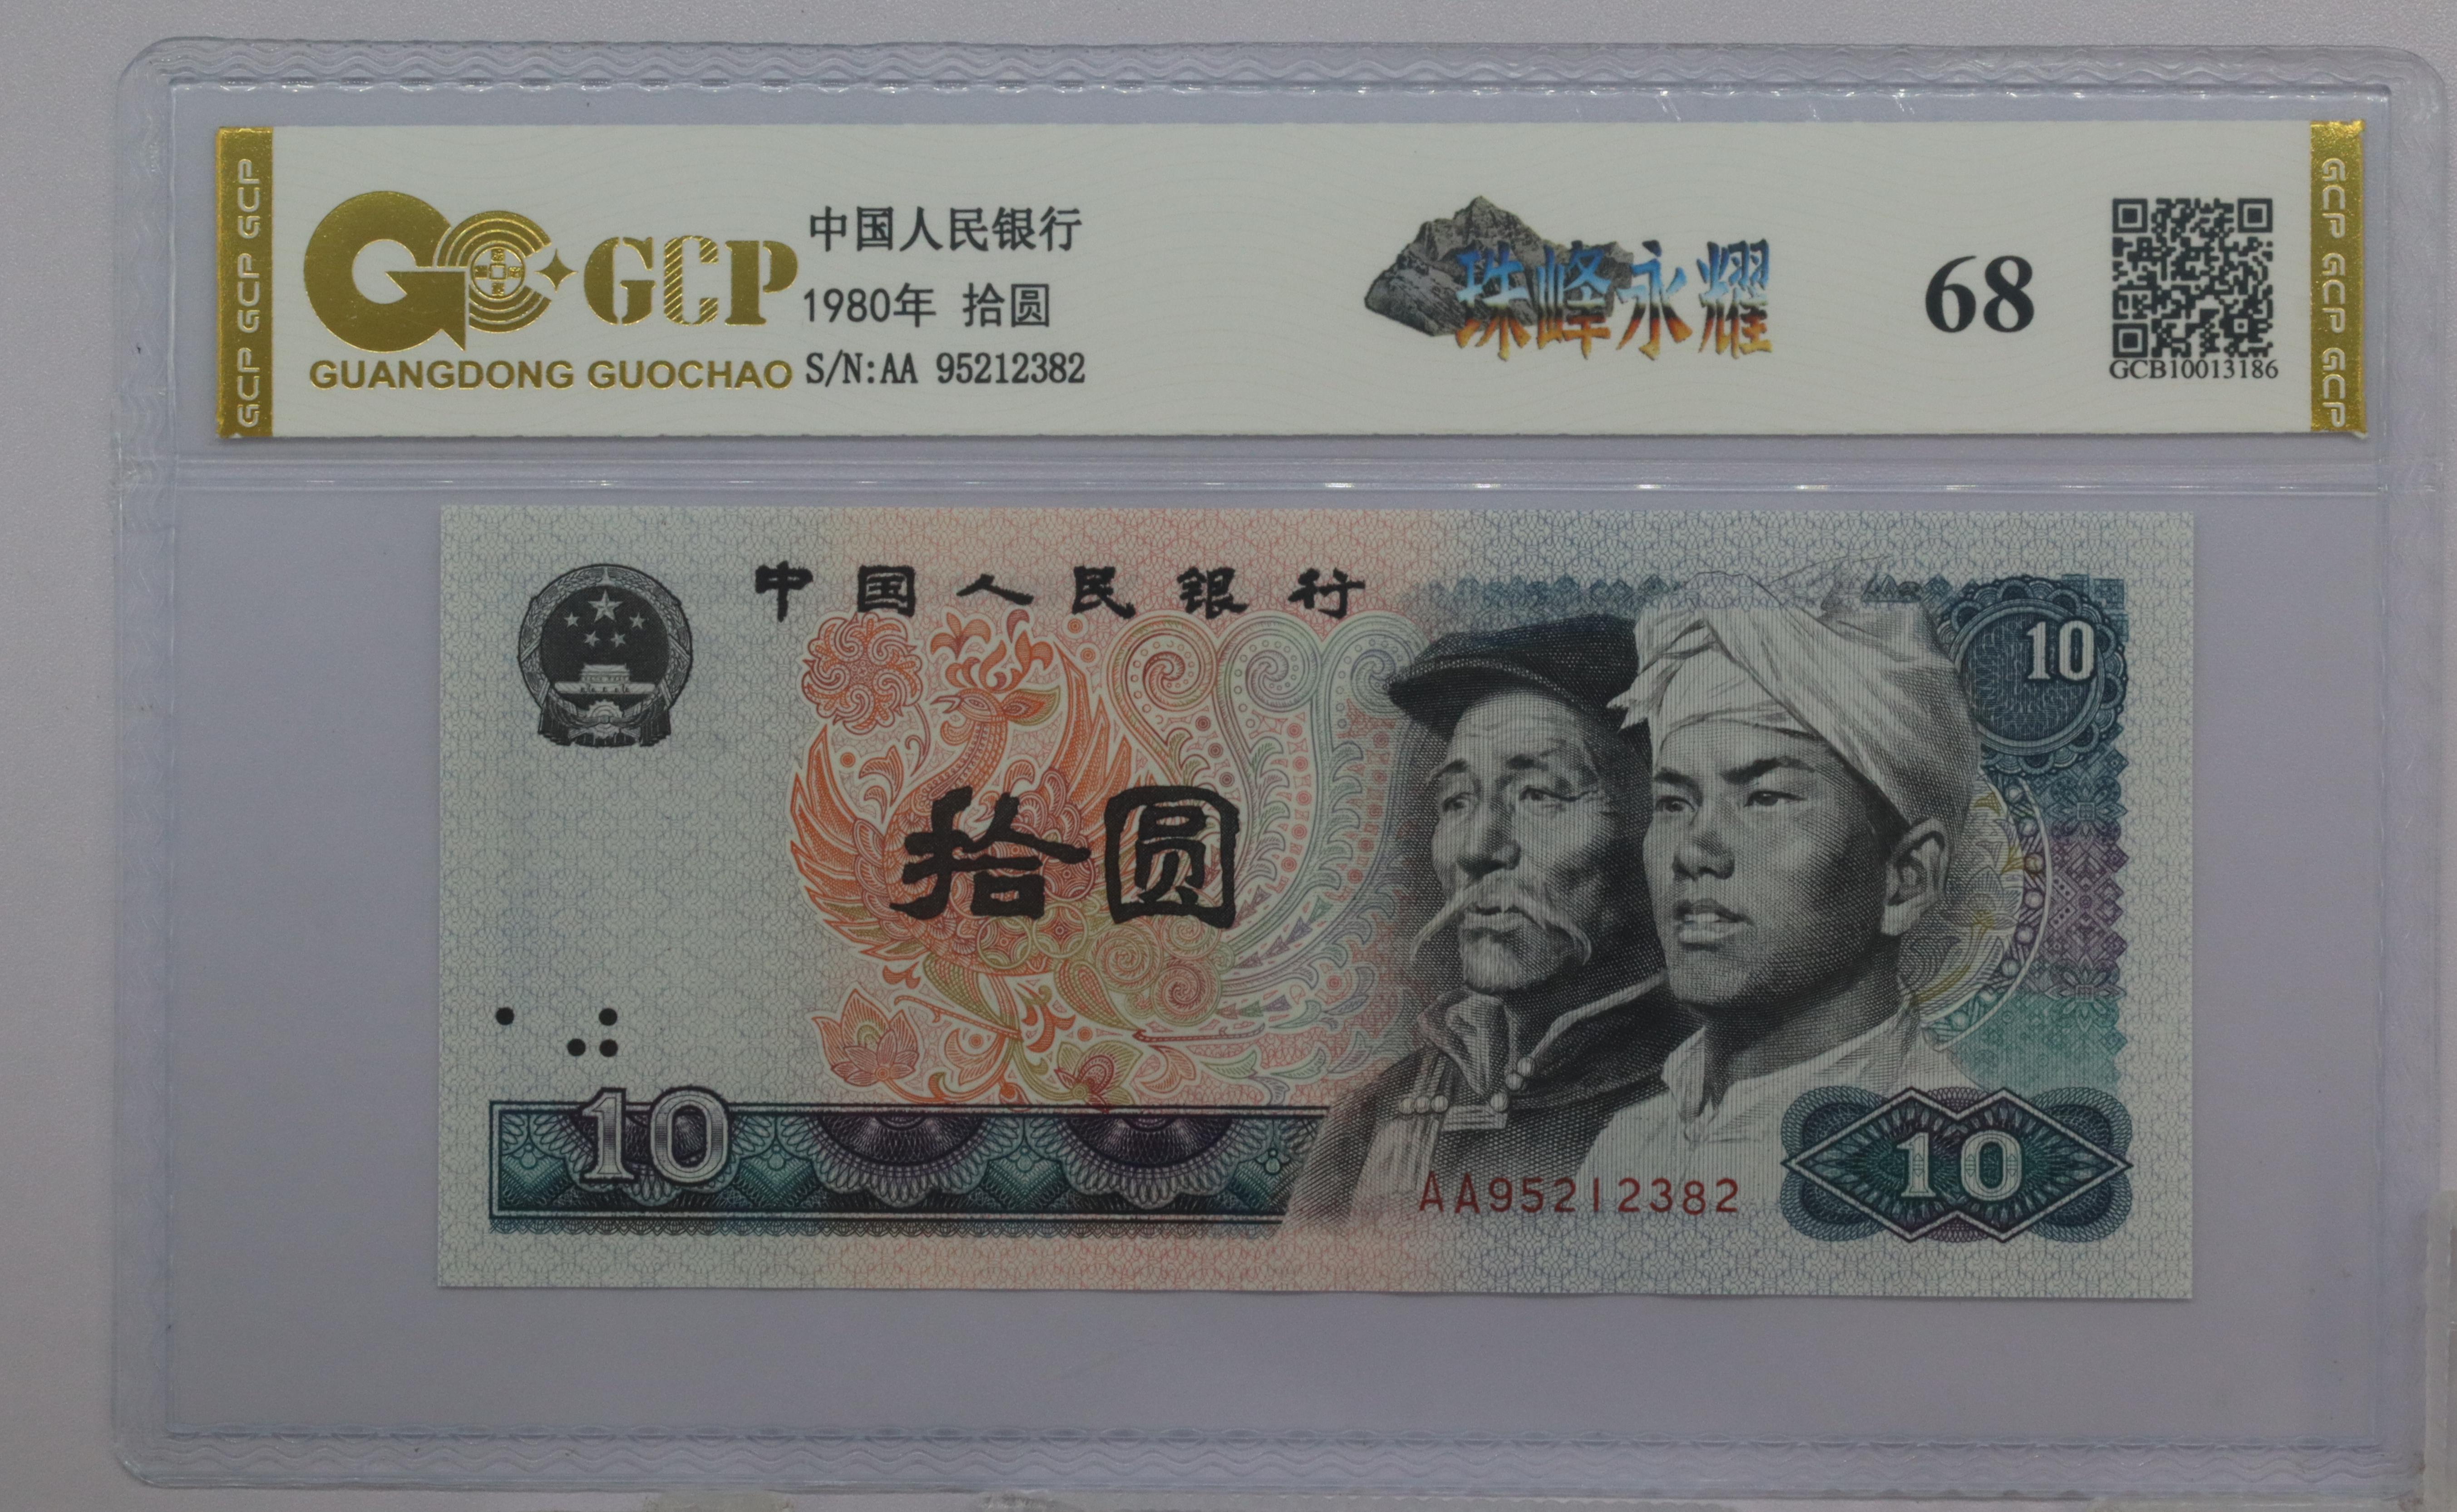 GCP GCP GCP
GCP
GUANGDONG GUOCHAO
中国人民银行
1980年 拾圆
S/N:AA 95212382
珠峰永耀
68
GCB10013186
GCP GCP GCP
中国人民银行
10
拾圆
10
AA95212382
10